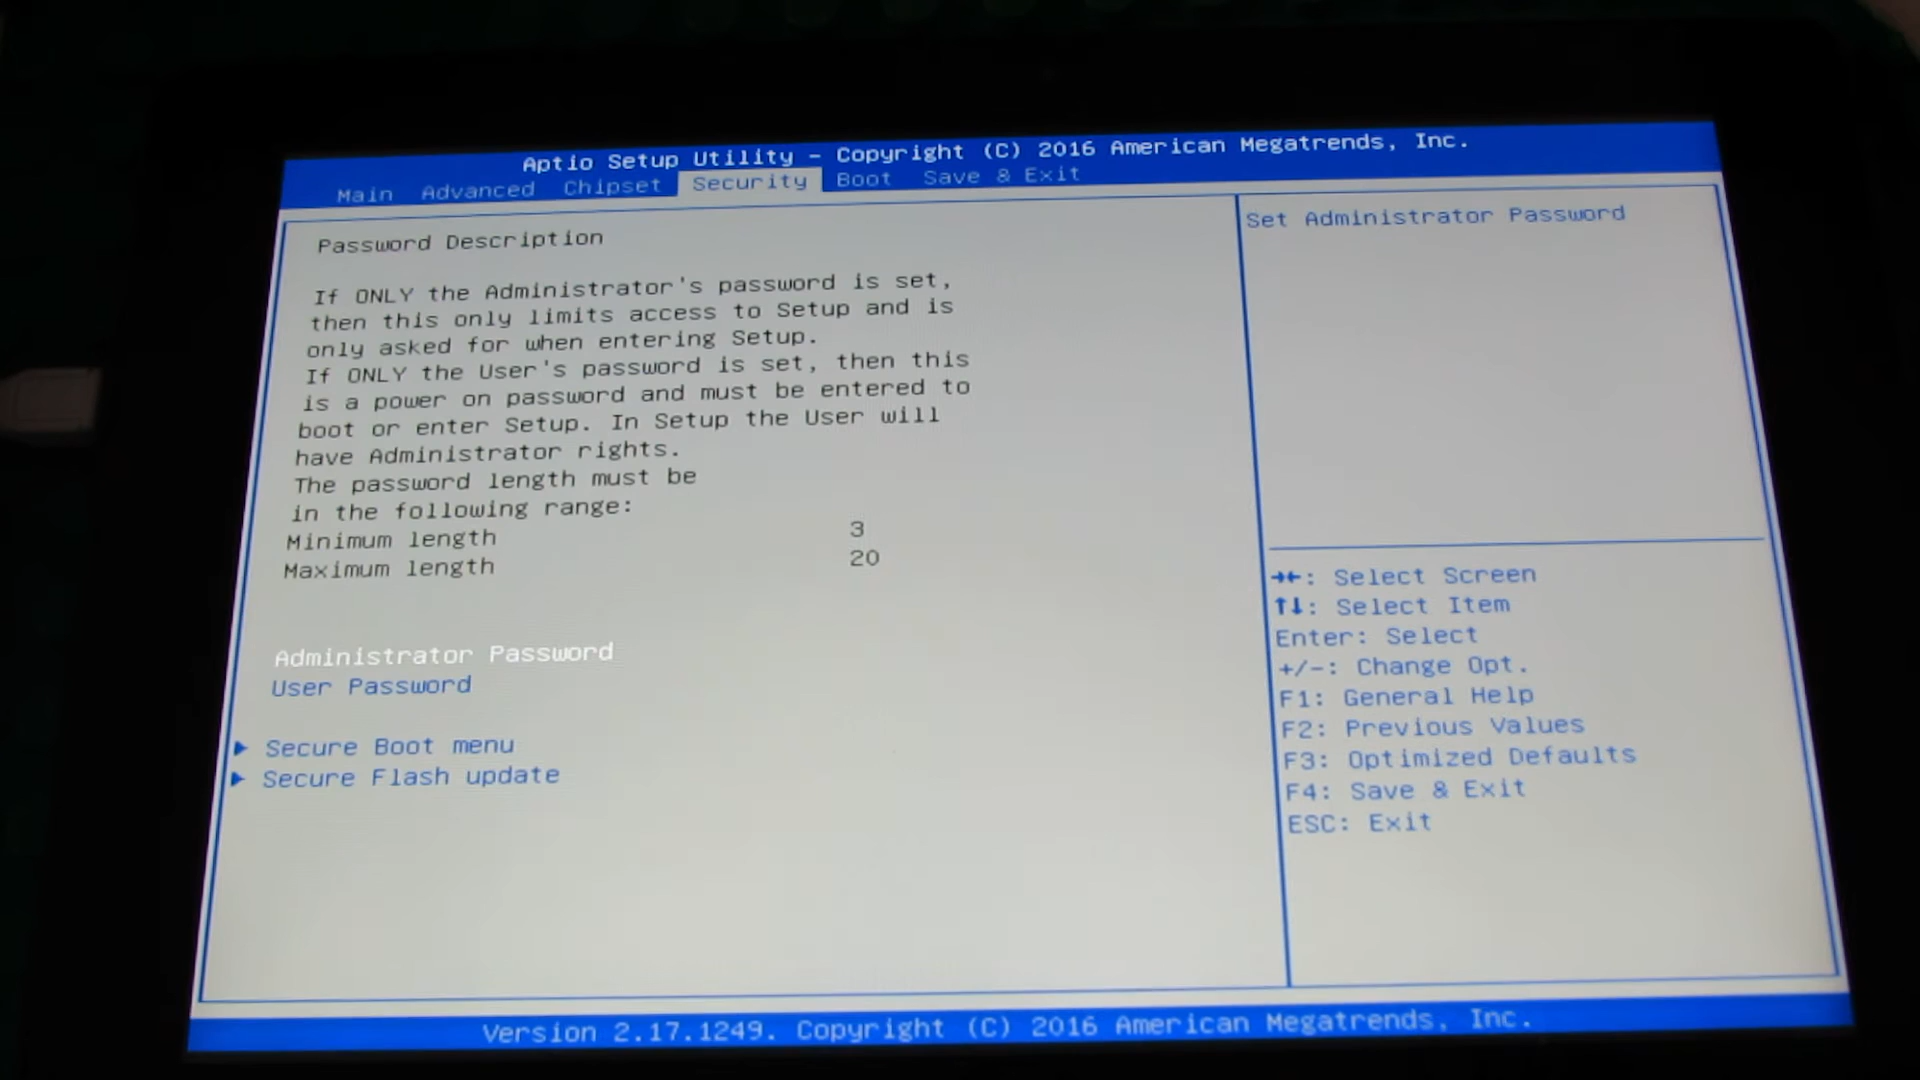 Aptio Setup Utility – Copyright (C) 2016 American Megatrends, Inc.
Main Advanced Chipset Security Boot Save & Exit
Password Description
If ONLY the Administrator's password is set,
then this only limits access to Setup and is
only asked for when entering Setup.
If ONLY the User's password is set, then this
is a power on password and must be entered to
boot or enter Setup. In Setup the User will
have Administrator rights.
The password length must be
in the following range:
Minimum length 3
Maximum length 20
Administrator Password
User Password
► Secure Boot menu
► Secure Flash update
Set Administrator Password
→←: Select Screen
↑↓: Select Item
Enter: Select
+/-: Change Opt.
F1: General Help
F2: Previous Values
F3: Optimized Defaults
F4: Save & Exit
ESC: Exit
Version 2.17.1249. Copyright (C) 2016 American Megatrends, Inc.